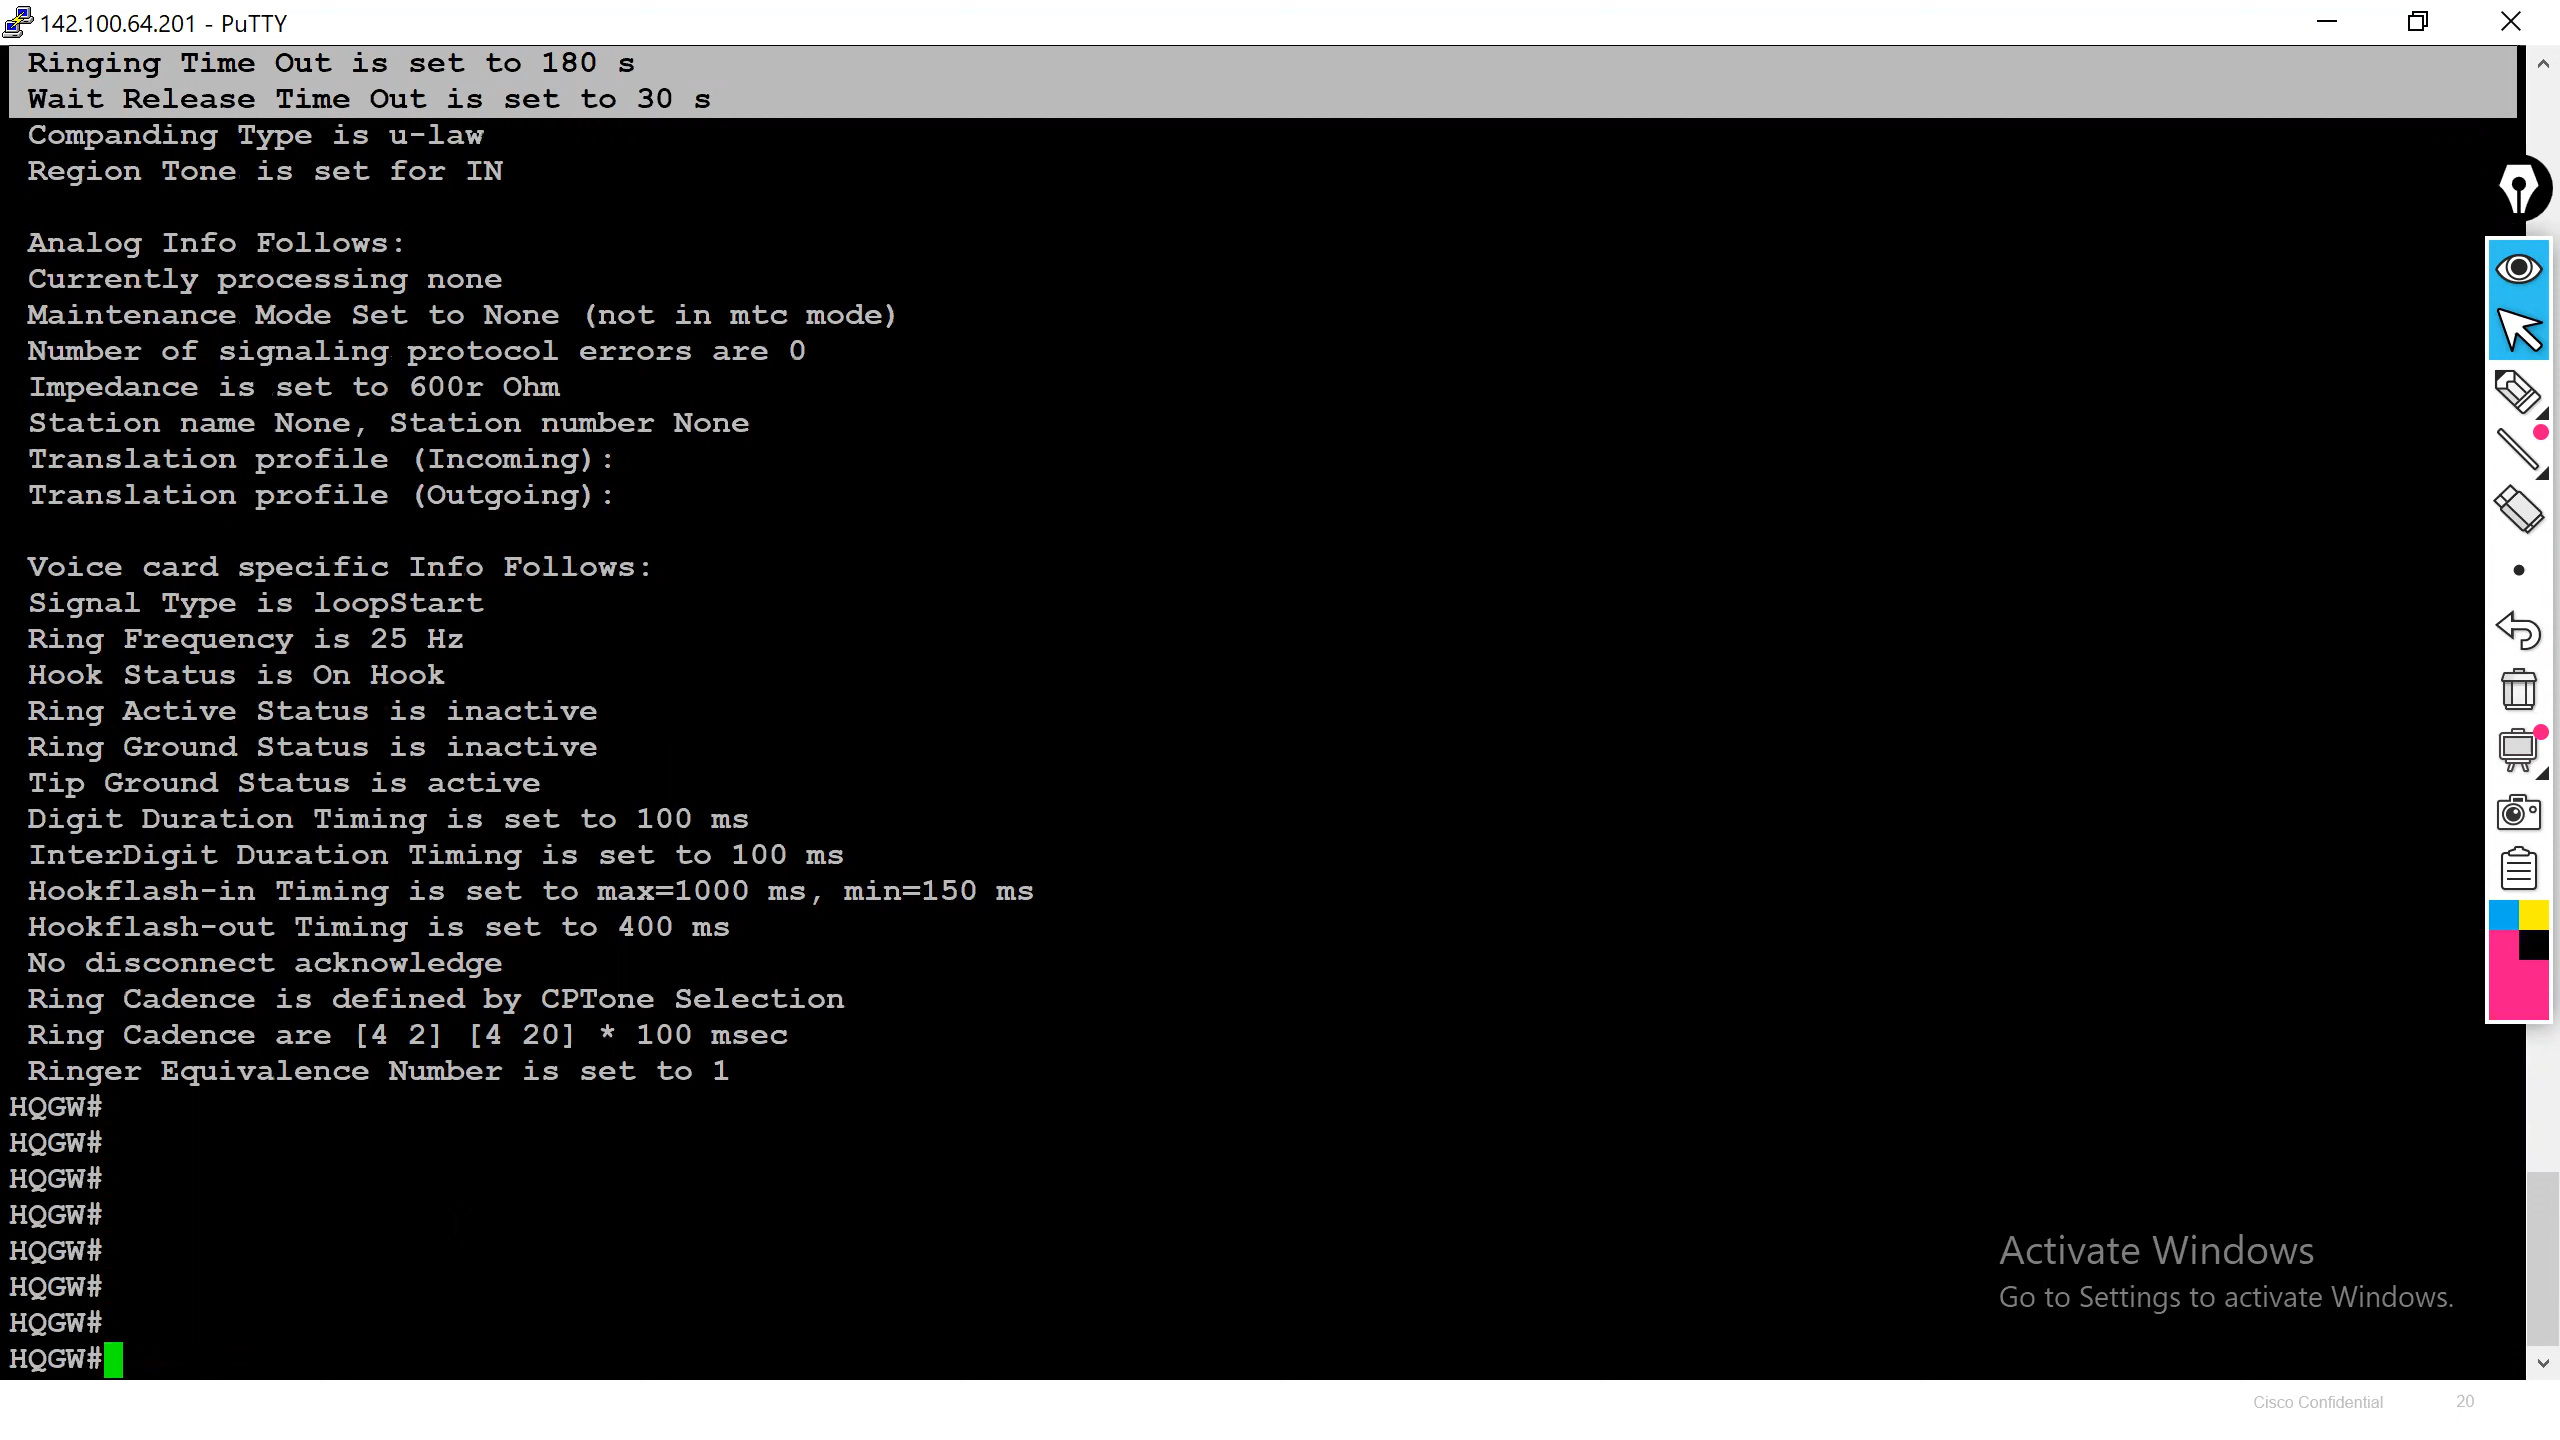 142.100.64.201 - PuTTY
Ringing Time Out is set to 180 s
Wait Release Time Out is set to 30 s
Companding Type is u-law
Region Tone is set for IN
Analog Info Follows:
Currently processing none
Maintenance Mode Set to None (not in mtc mode)
Number of signaling protocol errors are 0
Impedance is set to 600r Ohm
Station name None, Station number None
Translation profile (Incoming):
Translation profile (Outgoing):
Voice card specific Info Follows:
Signal Type is loopStart
Ring Frequency is 25 Hz
Hook Status is On Hook
Ring Active Status is inactive
Ring Ground Status is inactive
Tip Ground Status is active
Digit Duration Timing is set to 100 ms
InterDigit Duration Timing is set to 100 ms
Hookflash-in Timing is set to max=1000 ms, min=150 ms
Hookflash-out Timing is set to 400 ms
No disconnect acknowledge
Ring Cadence is defined by CPTone Selection
Ring Cadence are [4 2] [4 20] * 100 msec
Ringer Equivalence Number is set to 1
HQGW#
HQGW#
HQGW#
HQGW#
HQGW#
HQGW#
HQGW#
HQGW#
Activate Windows
Go to Settings to activate Windows.
Cisco Confidential 20